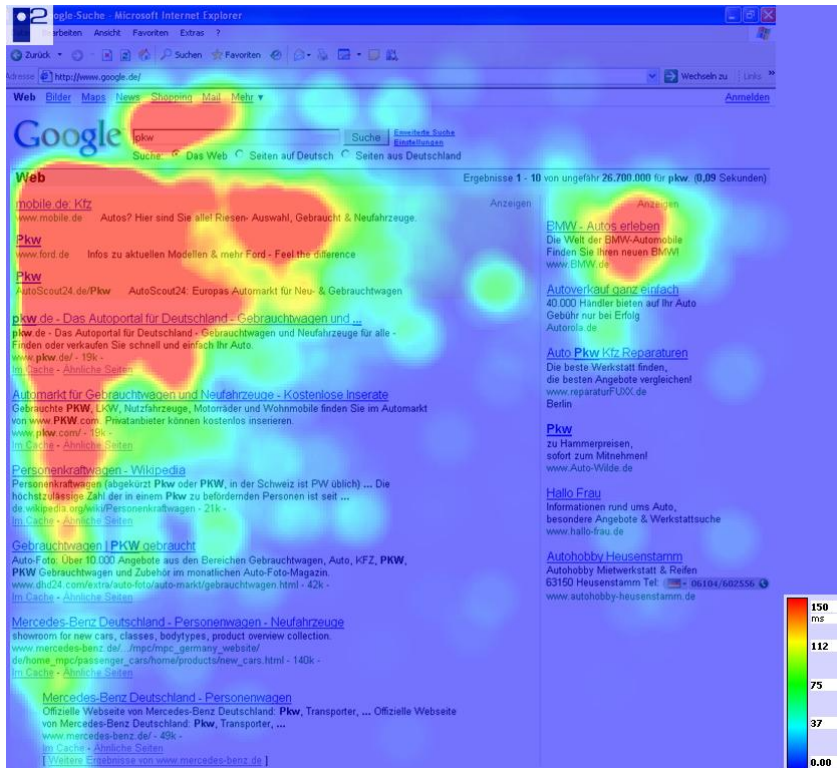 ogle-Suche - Microsoft Internet Explorer
Bearbeiten Ansicht Favoriten Extras ?
Zurück Suchen Favoriten
Adresse http://www.google.de/ Wechseln zu Links »
Web Bilder Maps News Shopping Mail Mehr ▼ Anmelden
Google pkw Suche Erweiterte Suche
Einstellungen
Suche: Das Web Seiten auf Deutsch Seiten aus Deutschland
Web Ergebnisse 1 - 10 von ungefähr 26.700.000 für pkw. (0,09 Sekunden)
Anzeigen
mobile.de: Kfz
www.mobile.de Autos? Hier sind Sie alle! Riesen- Auswahl, Gebraucht & Neufahrzeuge.
Pkw
www.ford.de Infos zu aktuellen Modellen & mehr Ford - Feel the difference
Pkw
AutoScout24.de/Pkw AutoScout24: Europas Automarkt für Neu- & Gebrauchtwagen
pkw.de - Das Autoportal für Deutschland - Gebrauchtwagen und ...
pkw.de - Das Autoportal für Deutschland - Gebrauchtwagen und Neufahrzeuge für alle -
Finden oder verkaufen Sie schnell und einfach Ihr Auto.
www.pkw.de/ - 19k -
Im Cache - Ähnliche Seiten
Automarkt für Gebrauchtwagen und Neufahrzeuge - Kostenlose Inserate
Gebrauchte PKW, LKW, Nutzfahrzeuge, Motorräder und Wohnmobile finden Sie im Automarkt
von www.PKW.com. Privatanbieter können kostenlos inserieren.
www.pkw.com/ - 19k -
Im Cache - Ähnliche Seiten
Personenkraftwagen - Wikipedia
Personenkraftwagen (abgekürzt Pkw oder PKW, in der Schweiz ist PW üblich) ... Die
höchstzulässige Zahl der in einem Pkw zu befördernden Personen ist seit ...
de.wikipedia.org/wiki/Personenkraftwagen - 21k -
Im Cache - Ähnliche Seiten
Gebrauchtwagen | PKW gebraucht
Auto-Foto: Über 10.000 Angebote aus den Bereichen Gebrauchtwagen, Auto, KFZ, PKW,
PKW Gebrauchtwagen und Zubehör im monatlichen Auto-Foto-Magazin.
www.dhd24.com/extra/auto-foto/auto-markt/gebrauchtwagen.html - 42k -
Im Cache - Ähnliche Seiten
Mercedes-Benz Deutschland - Personenwagen - Neufahrzeuge
showroom for new cars, classes, bodytypes, product overview collection.
www.mercedes-benz.de/.../mpc/mpc_germany_website/
de/home_mpc/passenger_cars/home/products/new_cars.html - 140k -
Im Cache - Ähnliche Seiten
Mercedes-Benz Deutschland - Personenwagen
Offizielle Webseite von Mercedes-Benz Deutschland: Pkw, Transporter, ... Offizielle Webseite
von Mercedes-Benz Deutschland: Pkw, Transporter, ...
www.mercedes-benz.de/ - 49k -
Im Cache - Ähnliche Seiten
[ Weitere Ergebnisse von www.mercedes-benz.de ]
Anzeigen
BMW - Autos erleben
Die Welt der BMW-Automobile
Finden Sie Ihren neuen BMW!
www.BMW.de
Autoverkauf ganz einfach
40.000 Händler bieten auf Ihr Auto
Gebühr nur bei Erfolg
Autorola.de
Auto Pkw Kfz Reparaturen
Die beste Werkstatt finden,
die besten Angebote vergleichen!
www.reparaturFUXX.de
Berlin
Pkw
zu Hammerpreisen,
sofort zum Mitnehmen!
www.Auto-Wilde.de
Hallo Frau
Informationen rund ums Auto,
besondere Angebote & Werkstattsuche
www.hallo-frau.de
Autohobby Heusenstamm
Autohobby Mietwerkstatt & Reifen
63150 Heusenstamm Tel: 06104/602556
www.autohobby-heusenstamm.de
150
ms
112
75
37
0.00